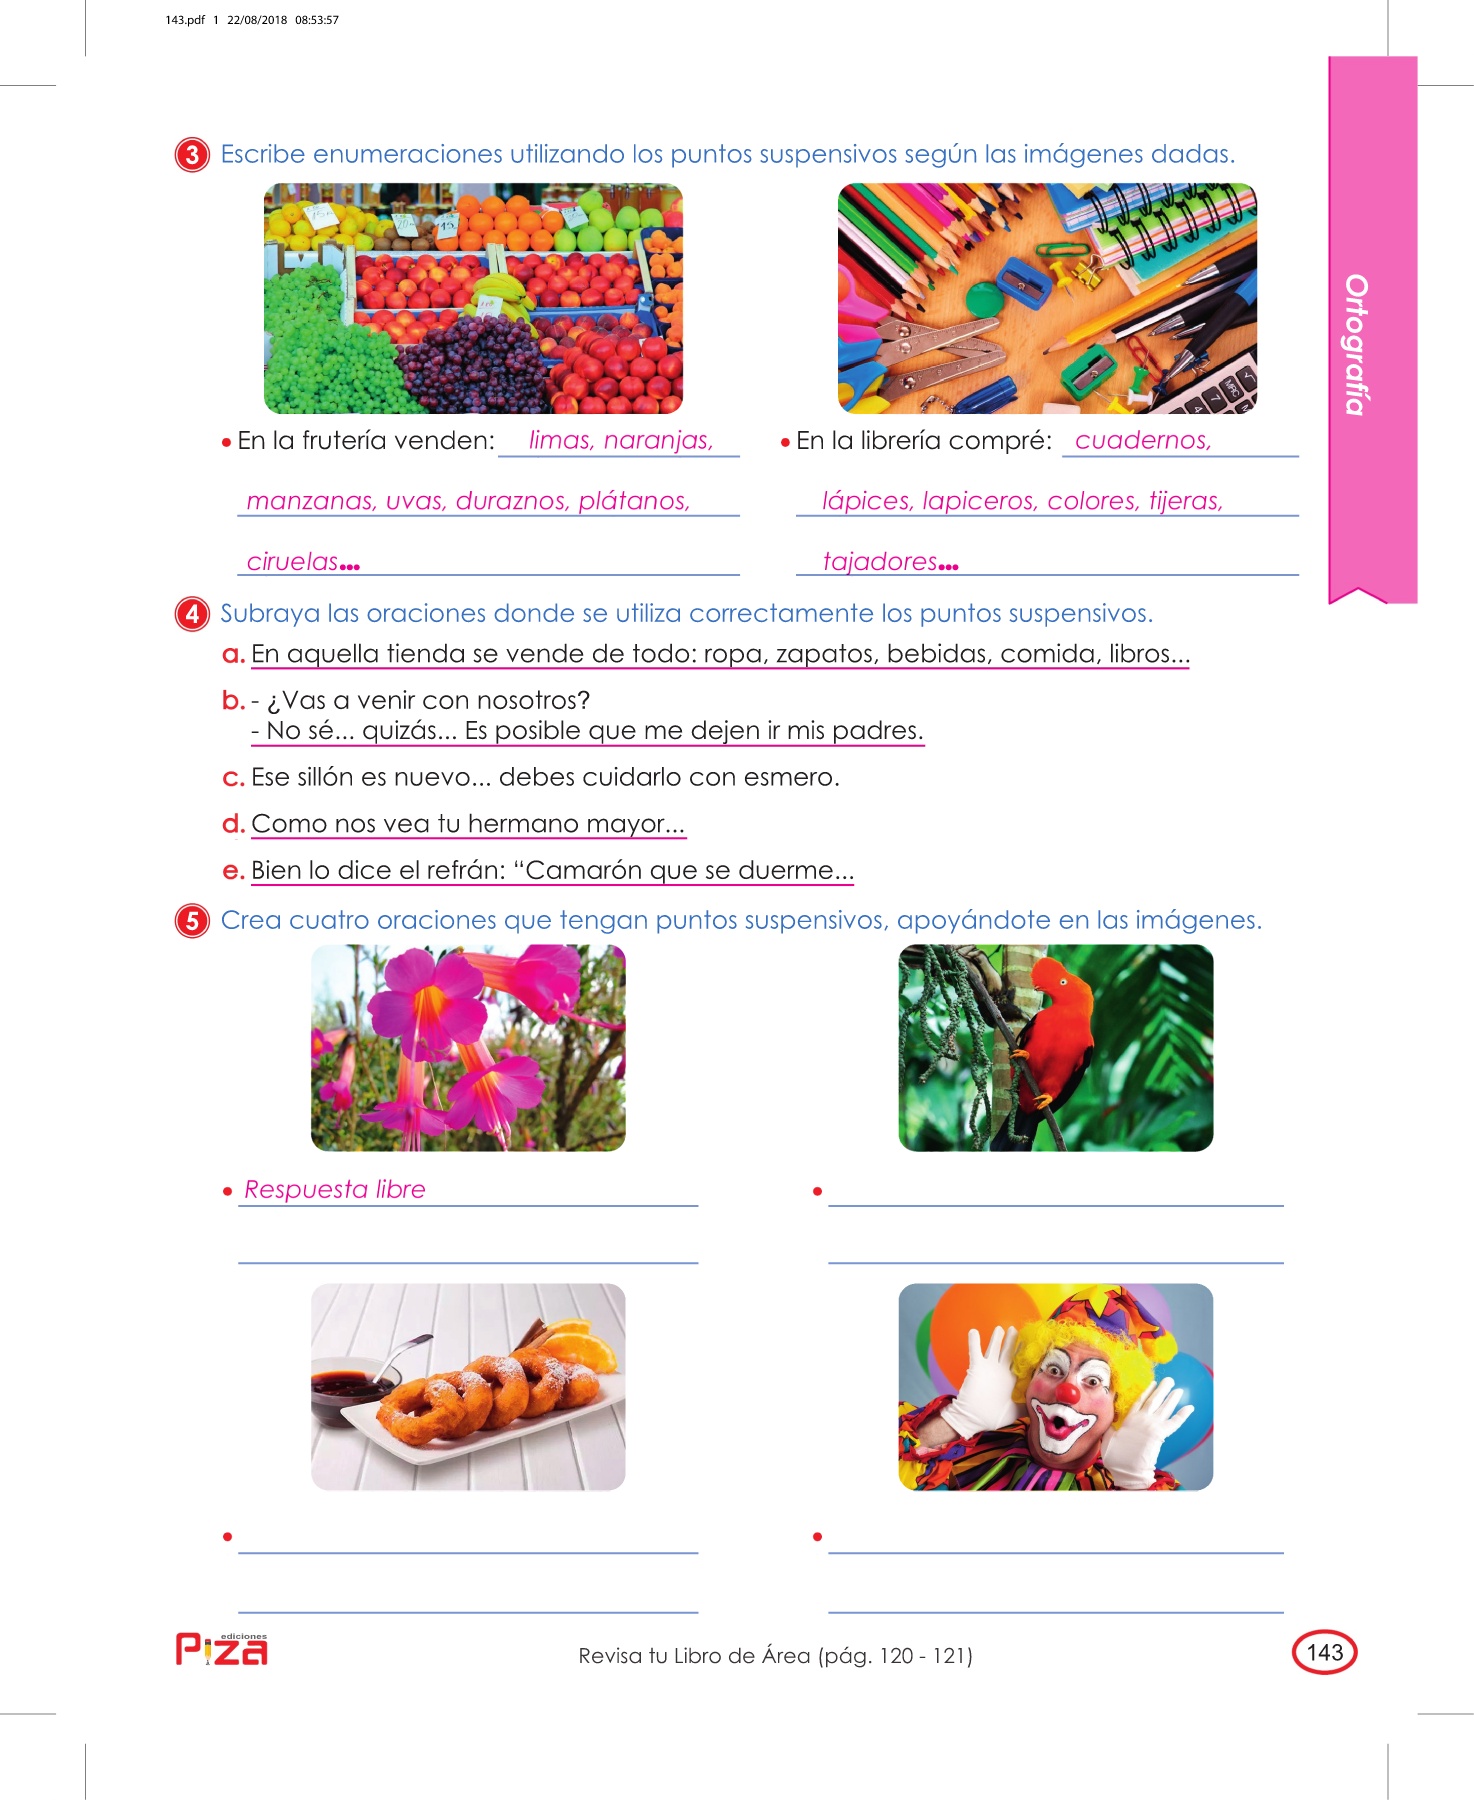 143.pdf 1 22/08/2018 08:53:57
Ortografía
3 Escribe enumeraciones utilizando los puntos suspensivos según las imágenes dadas.
15
20
15
MRC
7
4
M
√
• En la frutería venden: limas, naranjas,
manzanas, uvas, duraznos, plátanos,
ciruelas...
• En la librería compré: cuadernos,
lápices, lapiceros, colores, tijeras,
tajadores...
4 Subraya las oraciones donde se utiliza correctamente los puntos suspensivos.
a. En aquella tienda se vende de todo: ropa, zapatos, bebidas, comida, libros...
b. - ¿Vas a venir con nosotros?
- No sé... quizás... Es posible que me dejen ir mis padres.
c. Ese sillón es nuevo... debes cuidarlo con esmero.
d. Como nos vea tu hermano mayor...
e. Bien lo dice el refrán: “Camarón que se duerme...
5 Crea cuatro oraciones que tengan puntos suspensivos, apoyándote en las imágenes.
• Respuesta libre
•
•
•
ediciones
Piza
Revisa tu Libro de Área (pág. 120 - 121)
143